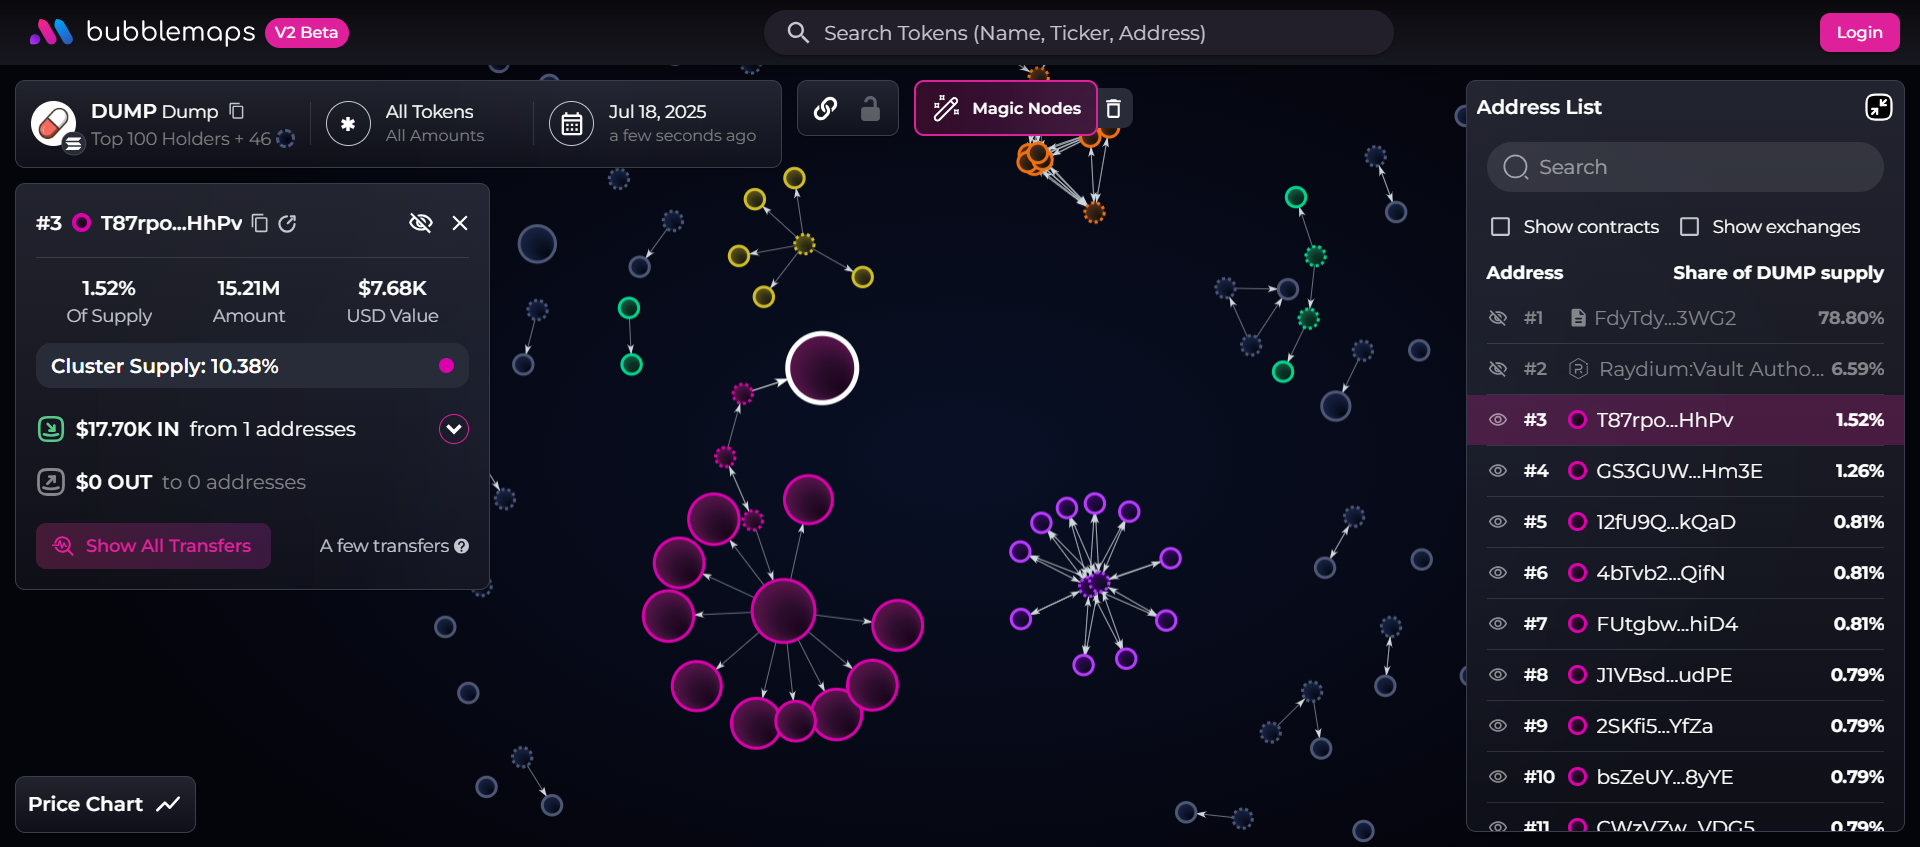 bubblemaps V2 Beta
Search Tokens (Name, Ticker, Address)
Login
DUMP Dump
Top 100 Holders + 46
All Tokens
All Amounts
Jul 18, 2025
a few seconds ago
Magic Nodes
#3 T87rpo...HhPv
1.52% 15.21M $7.68K
Of Supply Amount USD Value
Cluster Supply: 10.38%
$17.70K IN from 1 addresses
$0 OUT to 0 addresses
Show All Transfers A few transfers
Price Chart
Address List
Search
Show contracts Show exchanges
Address Share of DUMP supply
#1 FdyTdy...3WG2 78.80%
#2 Raydium:Vault Autho... 6.59%
#3 T87rpo...HhPv 1.52%
#4 GS3GUW...Hm3E 1.26%
#5 12fU9Q...kQaD 0.81%
#6 4bTvb2...QifN 0.81%
#7 FUtgbw...hiD4 0.81%
#8 J1VBsd...udPE 0.79%
#9 2SKfi5...YfZa 0.79%
#10 bsZeUY...8yYE 0.79%
#11 CWzVZw...VDG5 0.79%